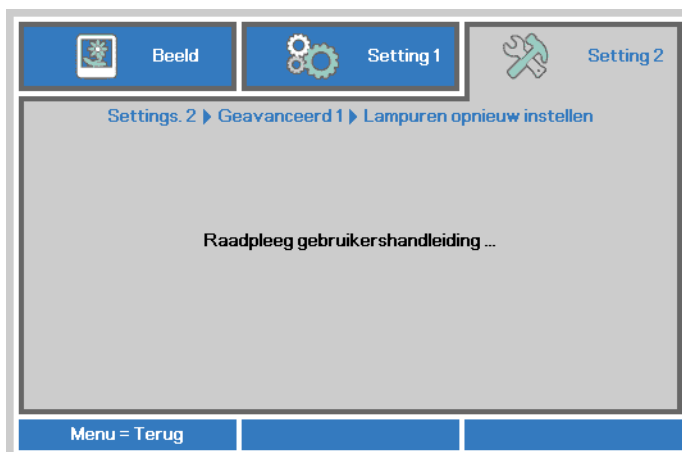 Beeld
Setting 1
Setting 2
Settings. 2 ▶ Geavanceerd 1 ▶ Lampuren opnieuw instellen
Raadpleeg gebruikershandleiding ...
Menu = Terug